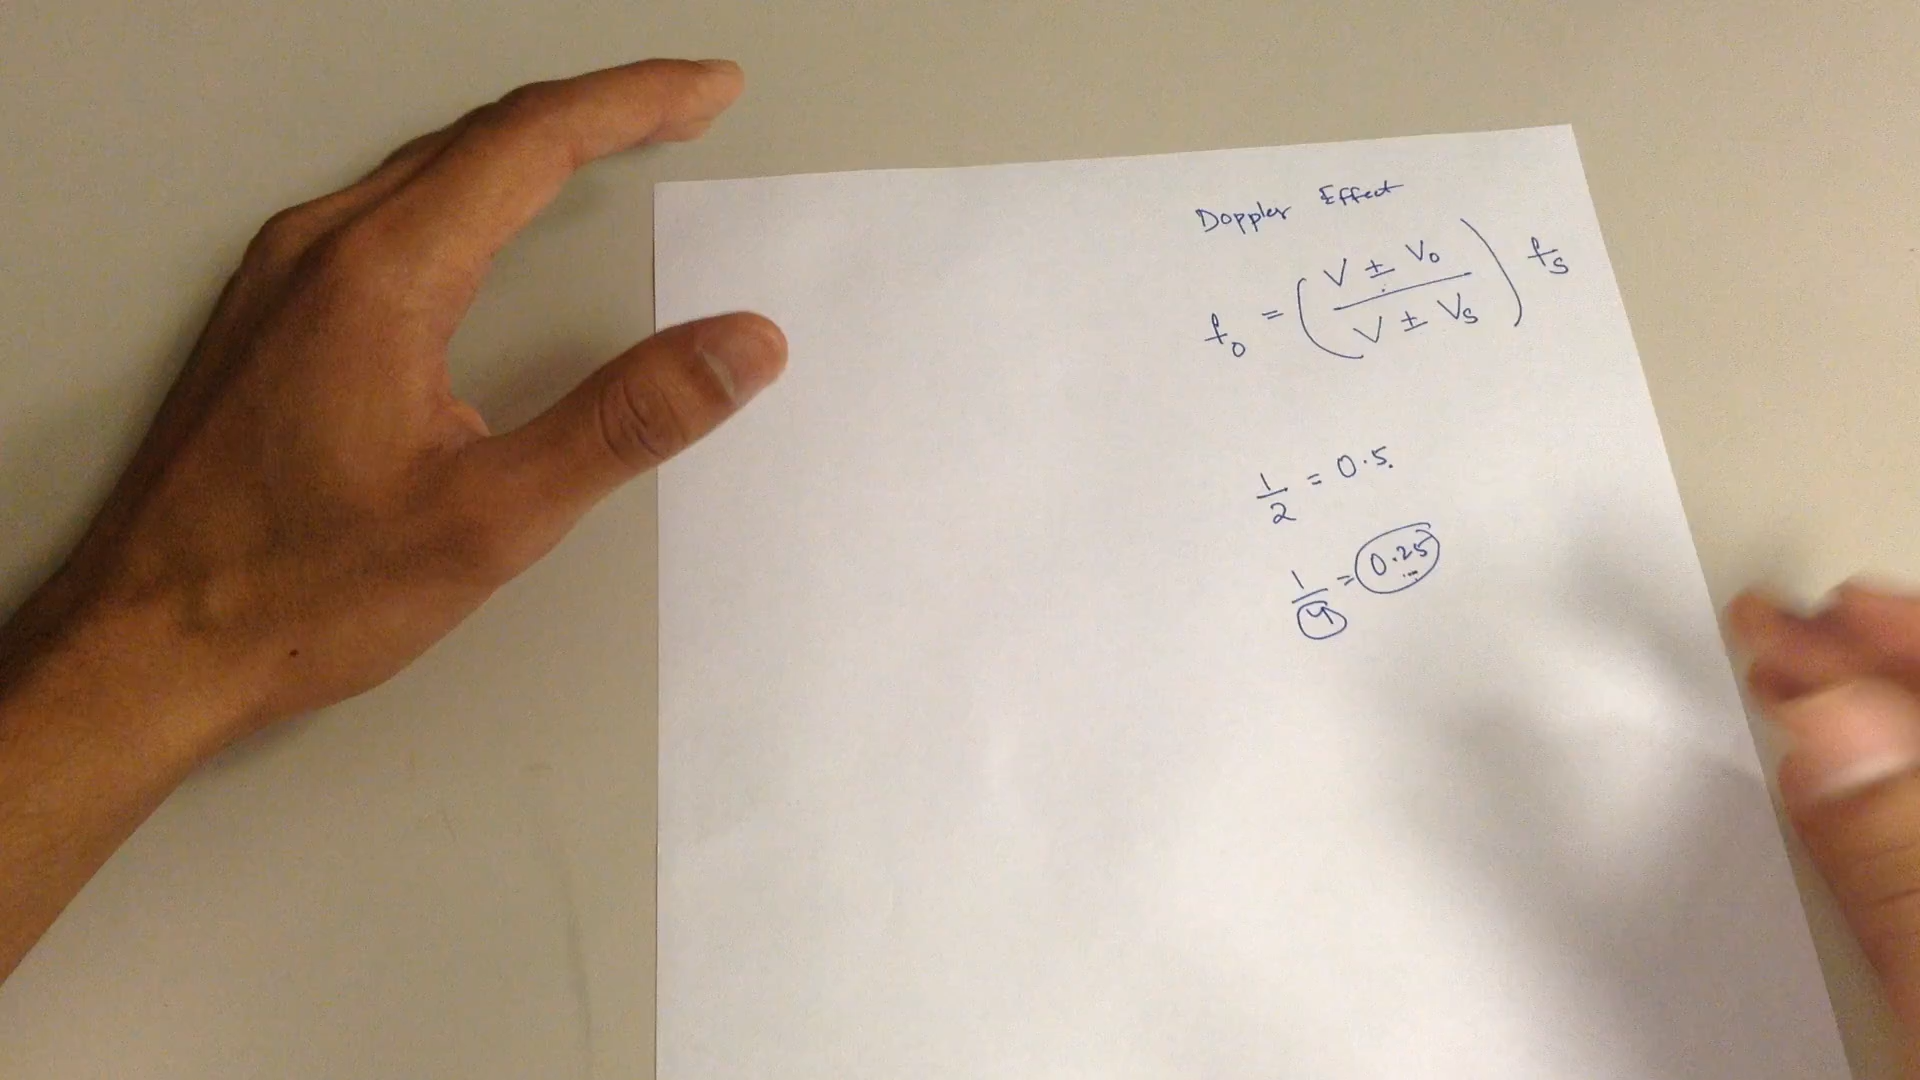 Doppler Effect
f₀ = (V ± V₀ / V ± Vₛ) fₛ
1/2 = 0.5
1/4 = 0.25